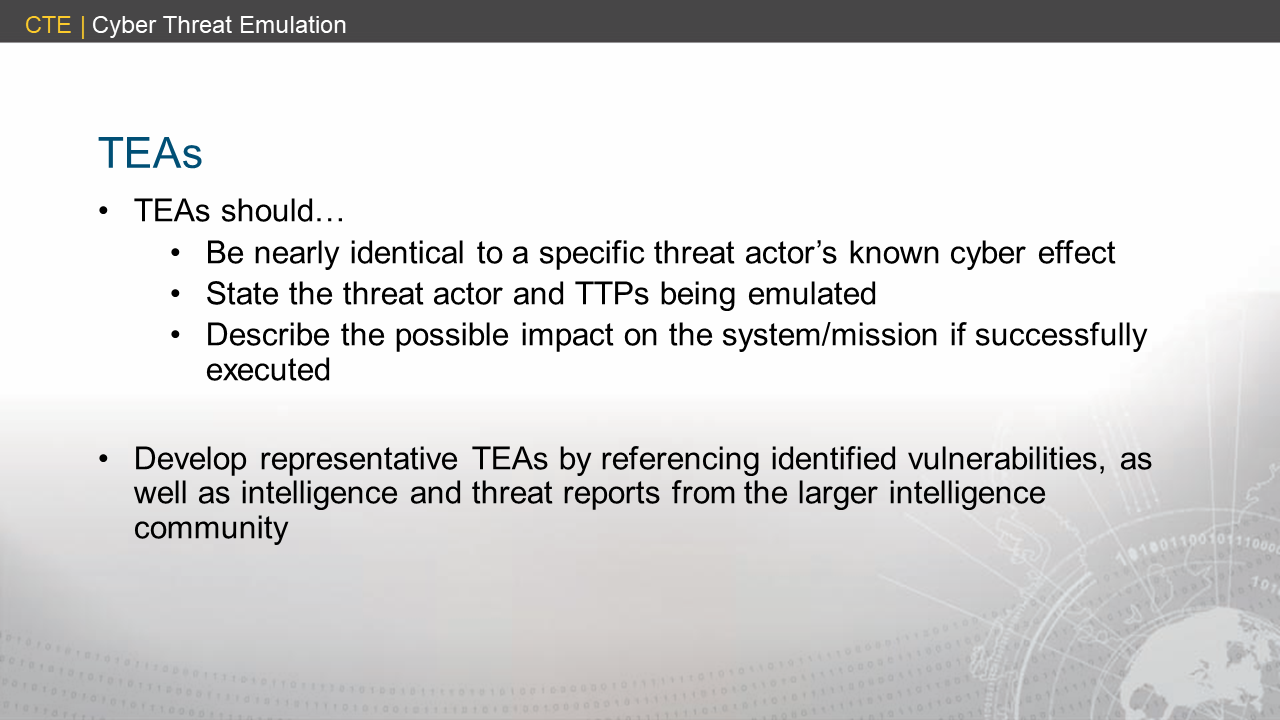 CTE | Cyber Threat Emulation
TEAs
• TEAs should…
• Be nearly identical to a specific threat actor’s known cyber effect
• State the threat actor and TTPs being emulated
• Describe the possible impact on the system/mission if successfully
executed
• Develop representative TEAs by referencing identified vulnerabilities, as
well as intelligence and threat reports from the larger intelligence
community